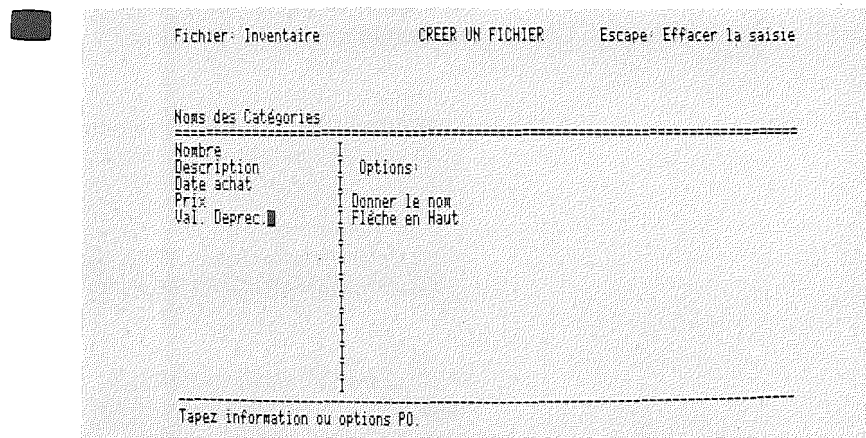 Fichier: Inventaire CREER UN FICHIER Escape: Effacer la saisie
Noms des Catégories
Nombre
Description Options:
Date achat
Prix Donner le nom
Val. Deprec. Flèche en Haut
Tapez information ou options PO.